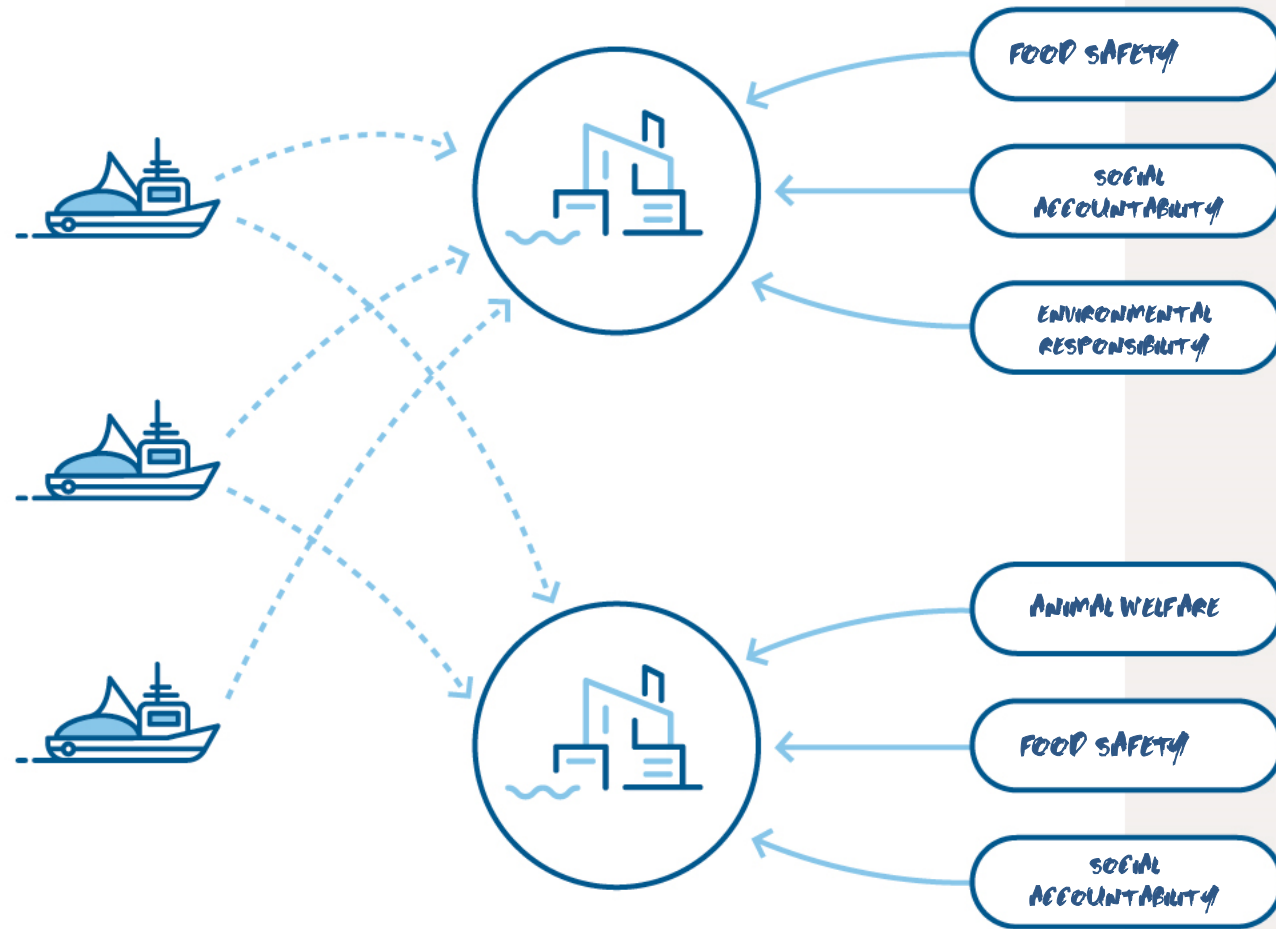 FOOD SAFETY
SOCIAL
ACCOUNTABILITY
ENVIRONMENTAL
RESPONSIBILITY
ANIMAL WELFARE
FOOD SAFETY
SOCIAL
ACCOUNTABILITY